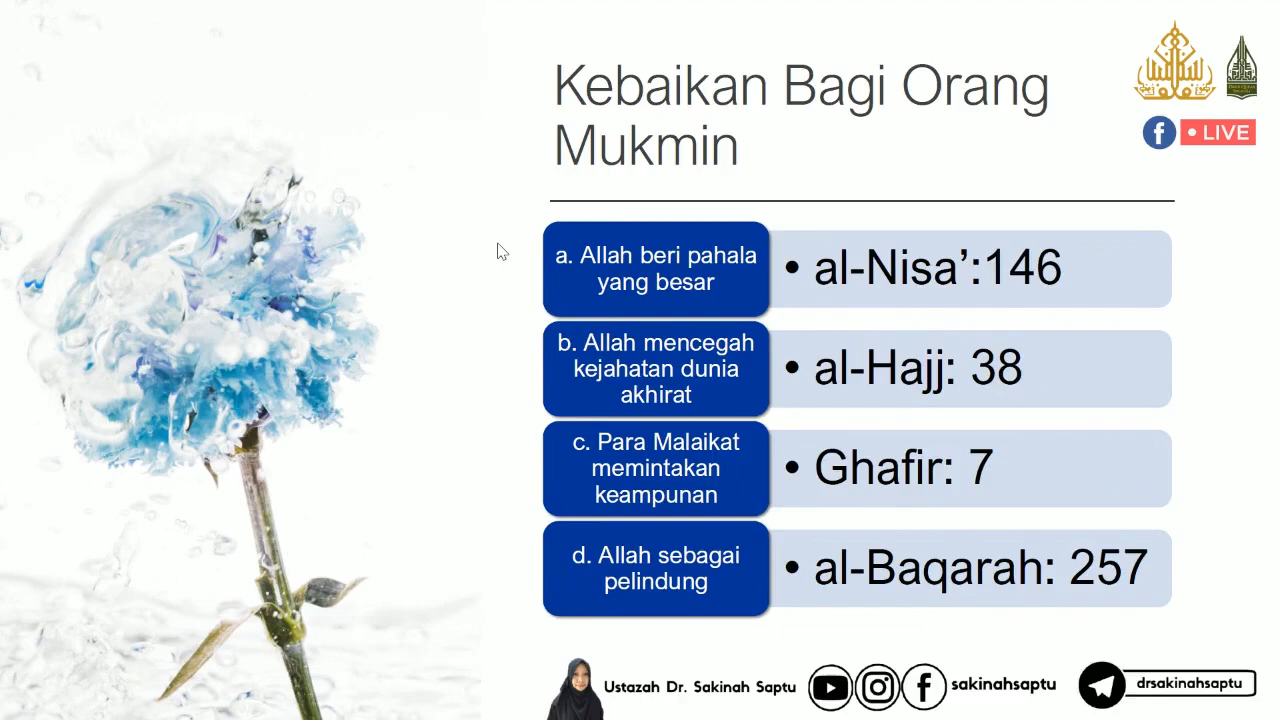 Kebaikan Bagi Orang
Mukmin
LIVE
a. Allah beri pahala
yang besar
• al-Nisa’:146
b. Allah mencegah
kejahatan dunia
akhirat
• al-Hajj: 38
c. Para Malaikat
memintakan
keampunan
• Ghafir: 7
d. Allah sebagai
pelindung
• al-Baqarah: 257
Ustazah Dr. Sakinah Saptu
sakinahsaptu
drsakinahsaptu